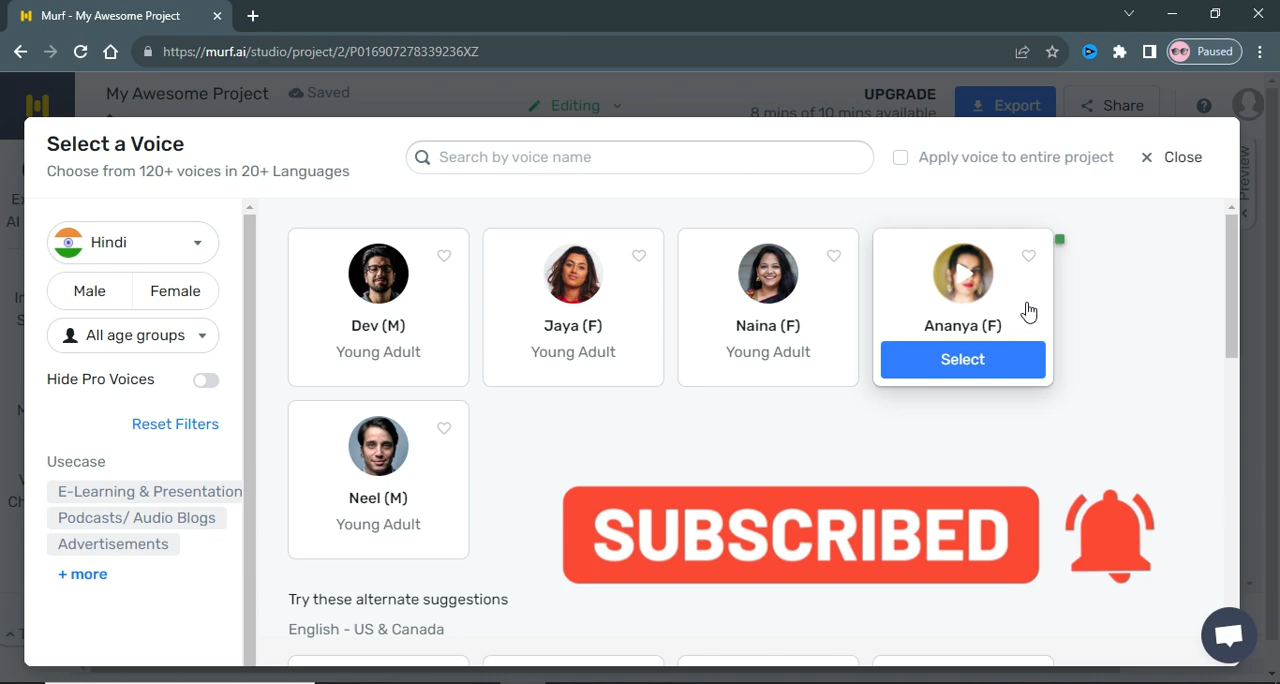 Murf - My Awesome Project
https://murf.ai/studio/project/2/P016907278339236XZ
Paused
My Awesome Project
Saved
Editing
UPGRADE
8 mins of 10 mins available
Export
Share
Select a Voice
Choose from 120+ voices in 20+ Languages
Search by voice name
Apply voice to entire project
Close
Preview
Hindi
Male
Female
All age groups
Hide Pro Voices
Reset Filters
Usecase
E-Learning & Presentation
Podcasts/ Audio Blogs
Advertisements
+ more
Dev (M)
Young Adult
Jaya (F)
Young Adult
Naina (F)
Young Adult
Ananya (F)
Select
Neel (M)
Young Adult
SUBSCRIBED
Try these alternate suggestions
English - US & Canada